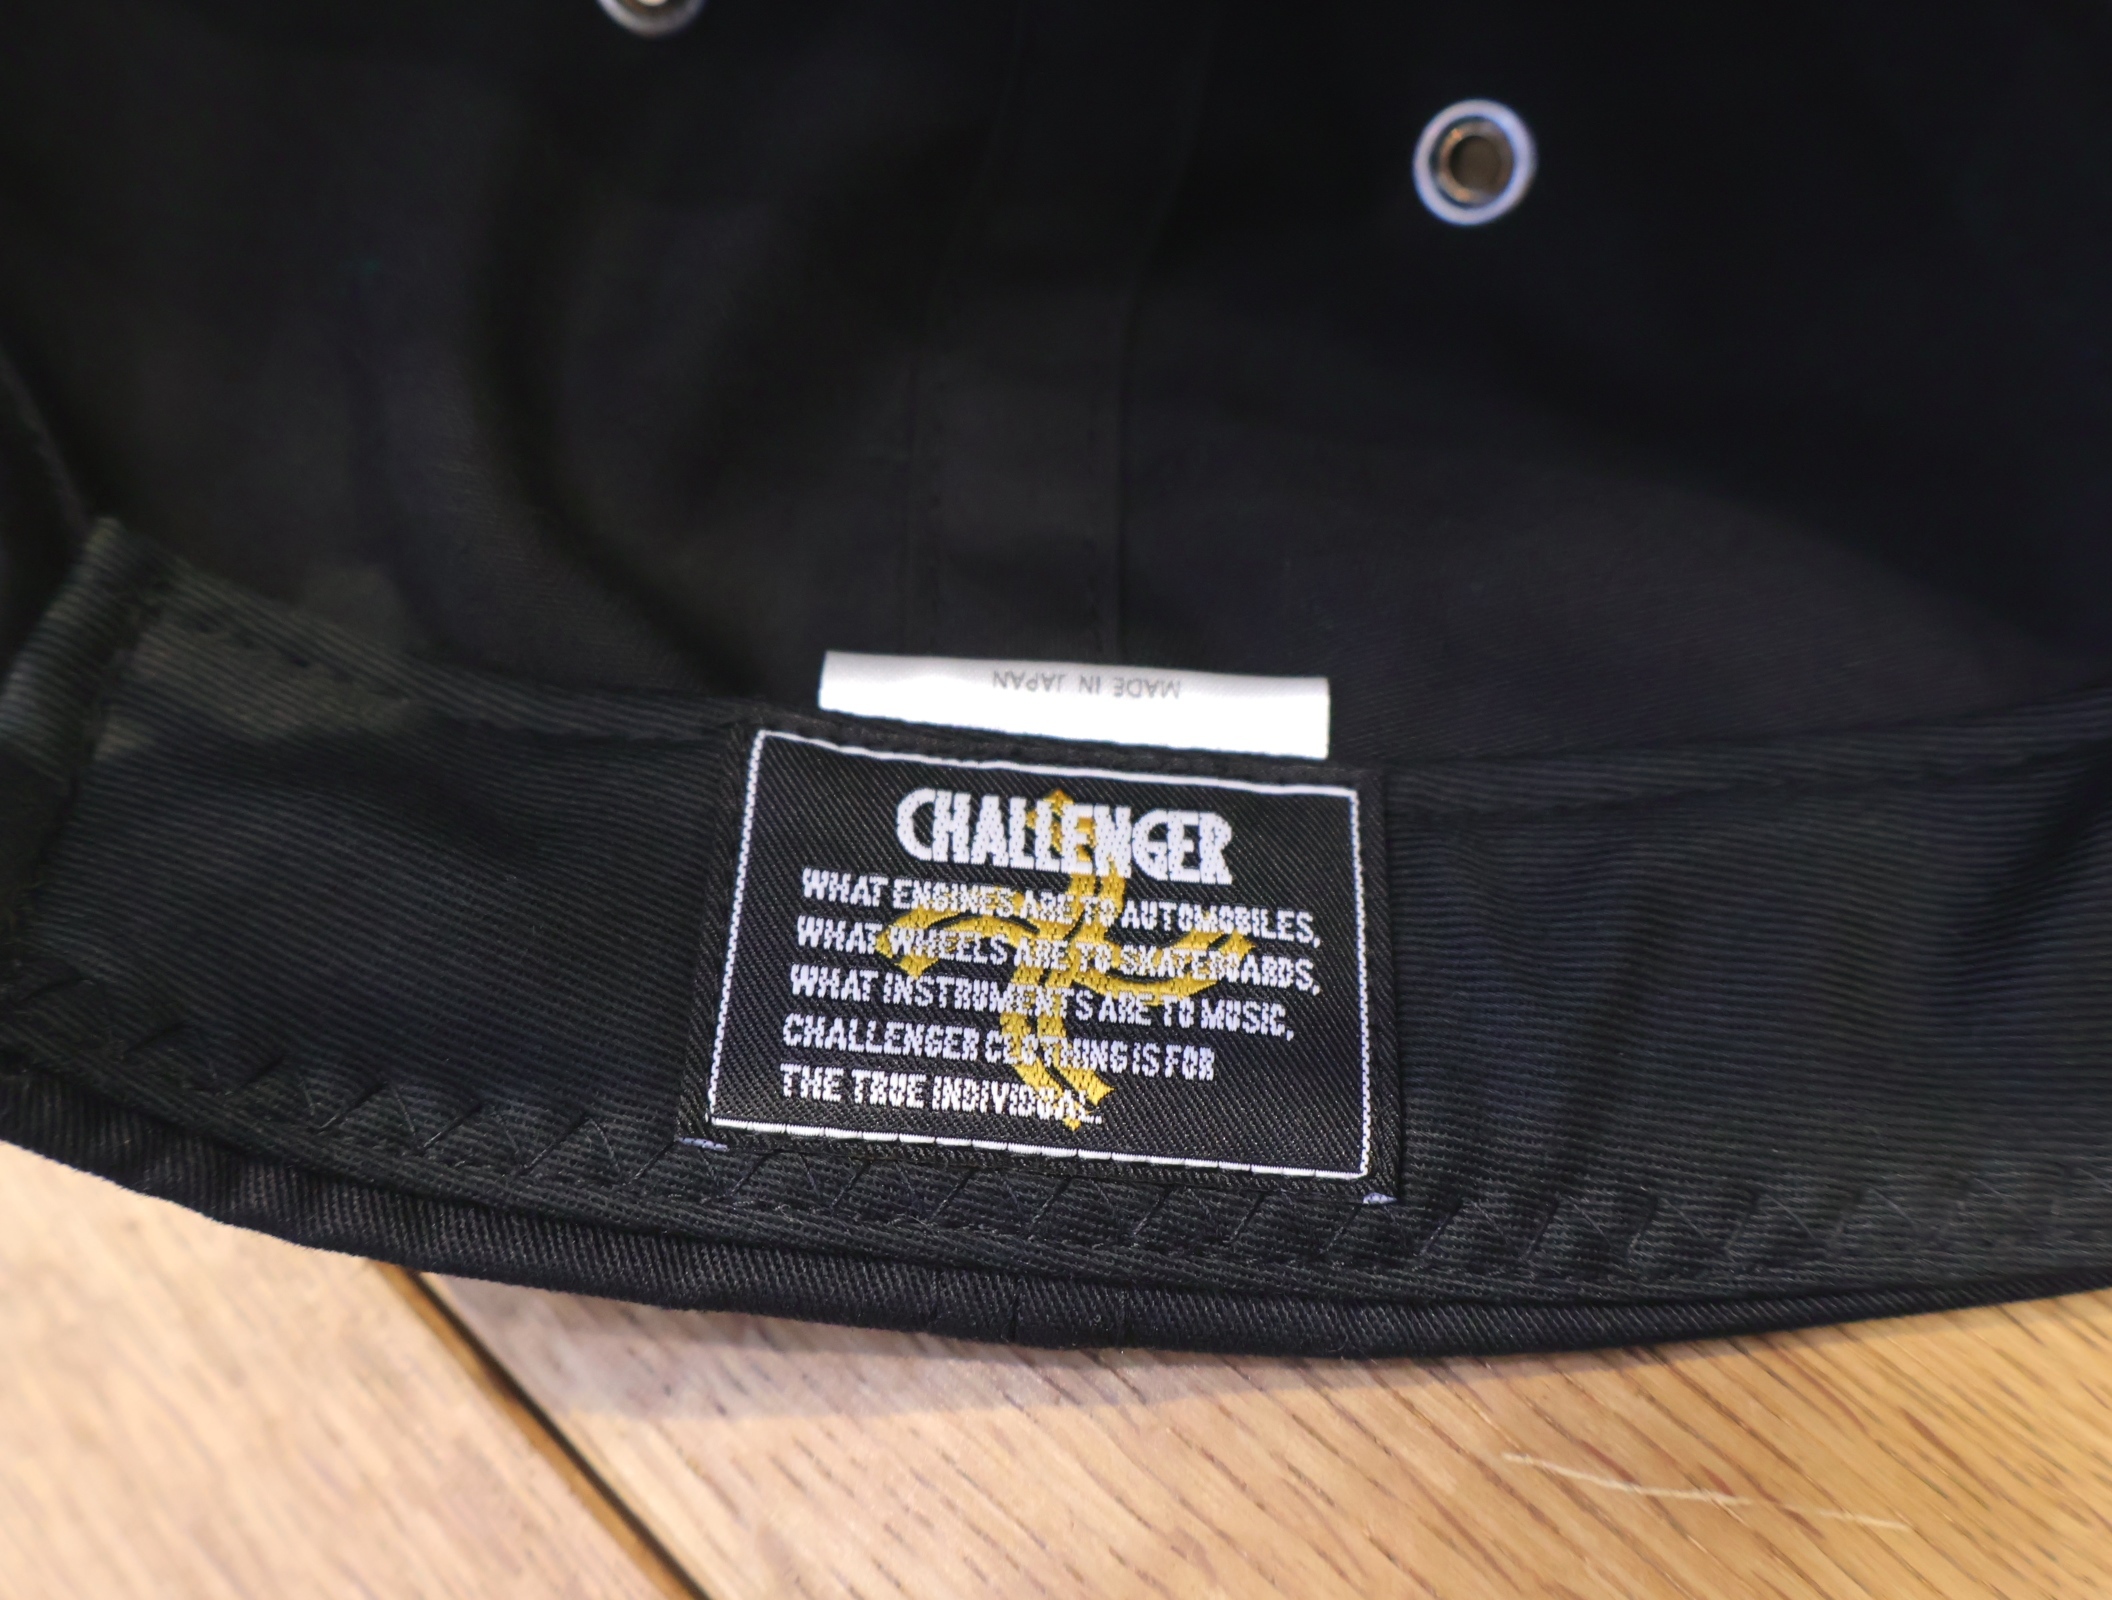 MADE IN JAPAN
CHALLENGER
WHAT ENGINES ARE TO AUTOMOBILES,
WHAT WHEELS ARE TO SKATEBOARDS,
WHAT INSTRUMENTS ARE TO MUSIC,
CHALLENGER CLOTHING IS FOR
THE TRUE INDIVIDUAL.